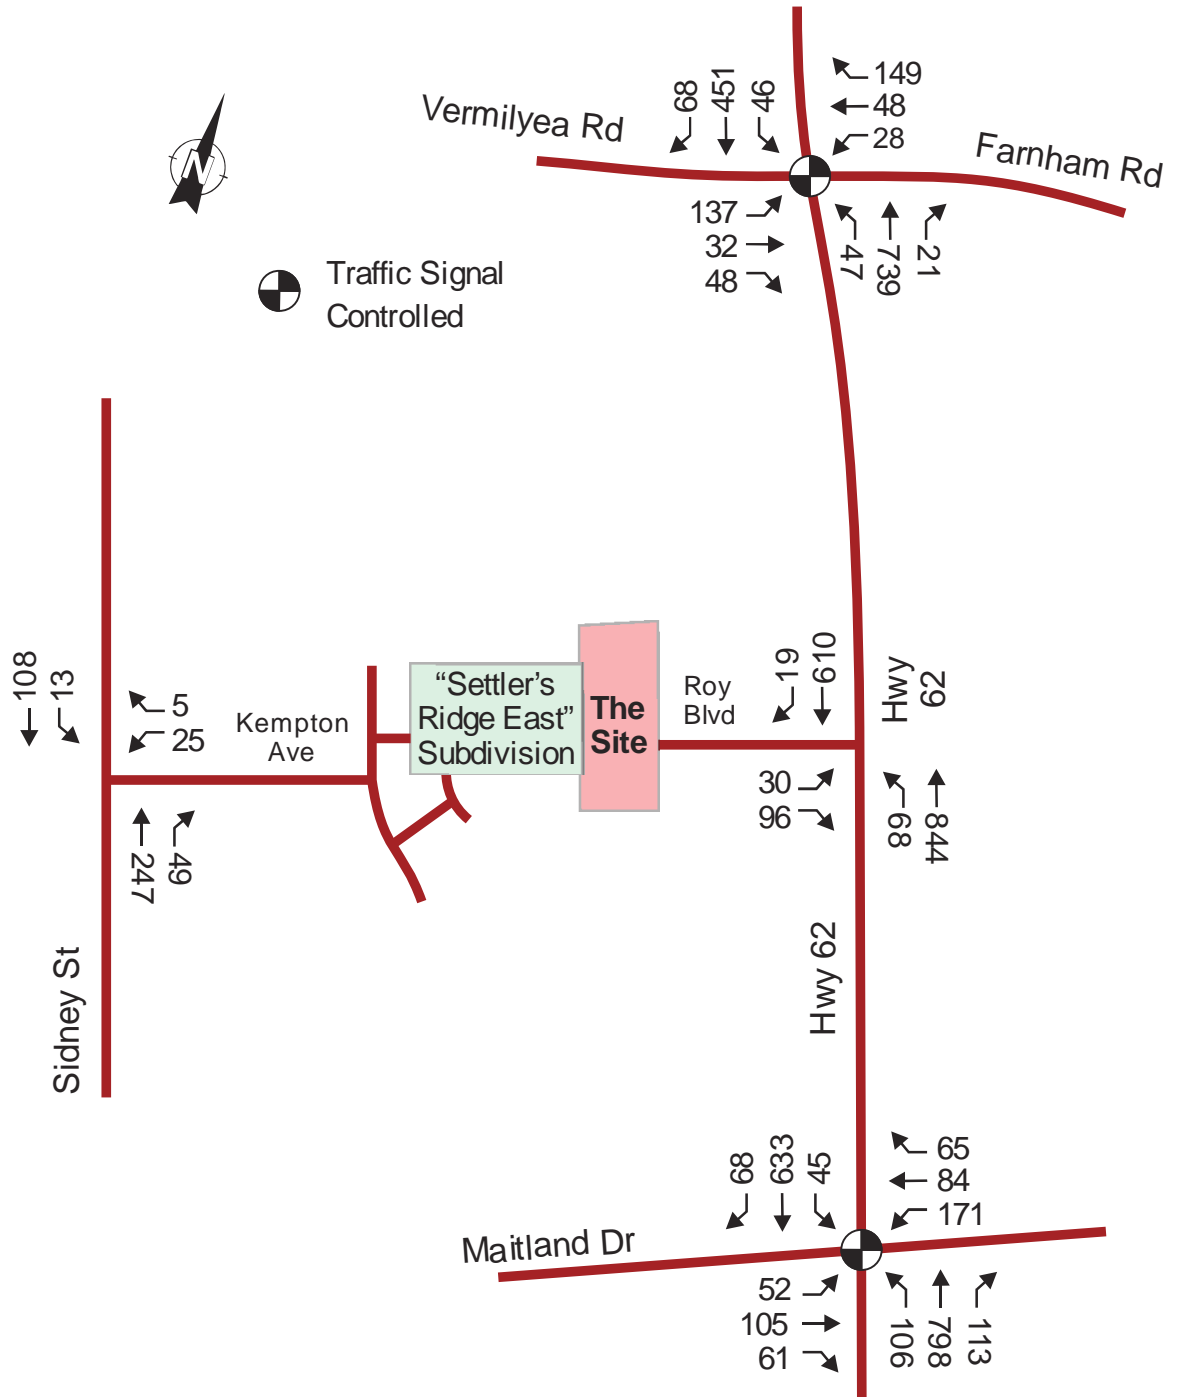 149
48
28
68
451
46
Vermilyea Rd
Farnham Rd
N
137
32
48
47
739
21
Traffic Signal
Controlled
108
13
5
25
Kempton
Ave
"Settler's
Ridge East"
Subdivision
The
Site
Roy
Blvd
19
610
Hwy
62
30
96
68
844
247
49
Sidney St
Hwy 62
68
633
45
65
84
171
Maitland Dr
52
105
61
106
798
113